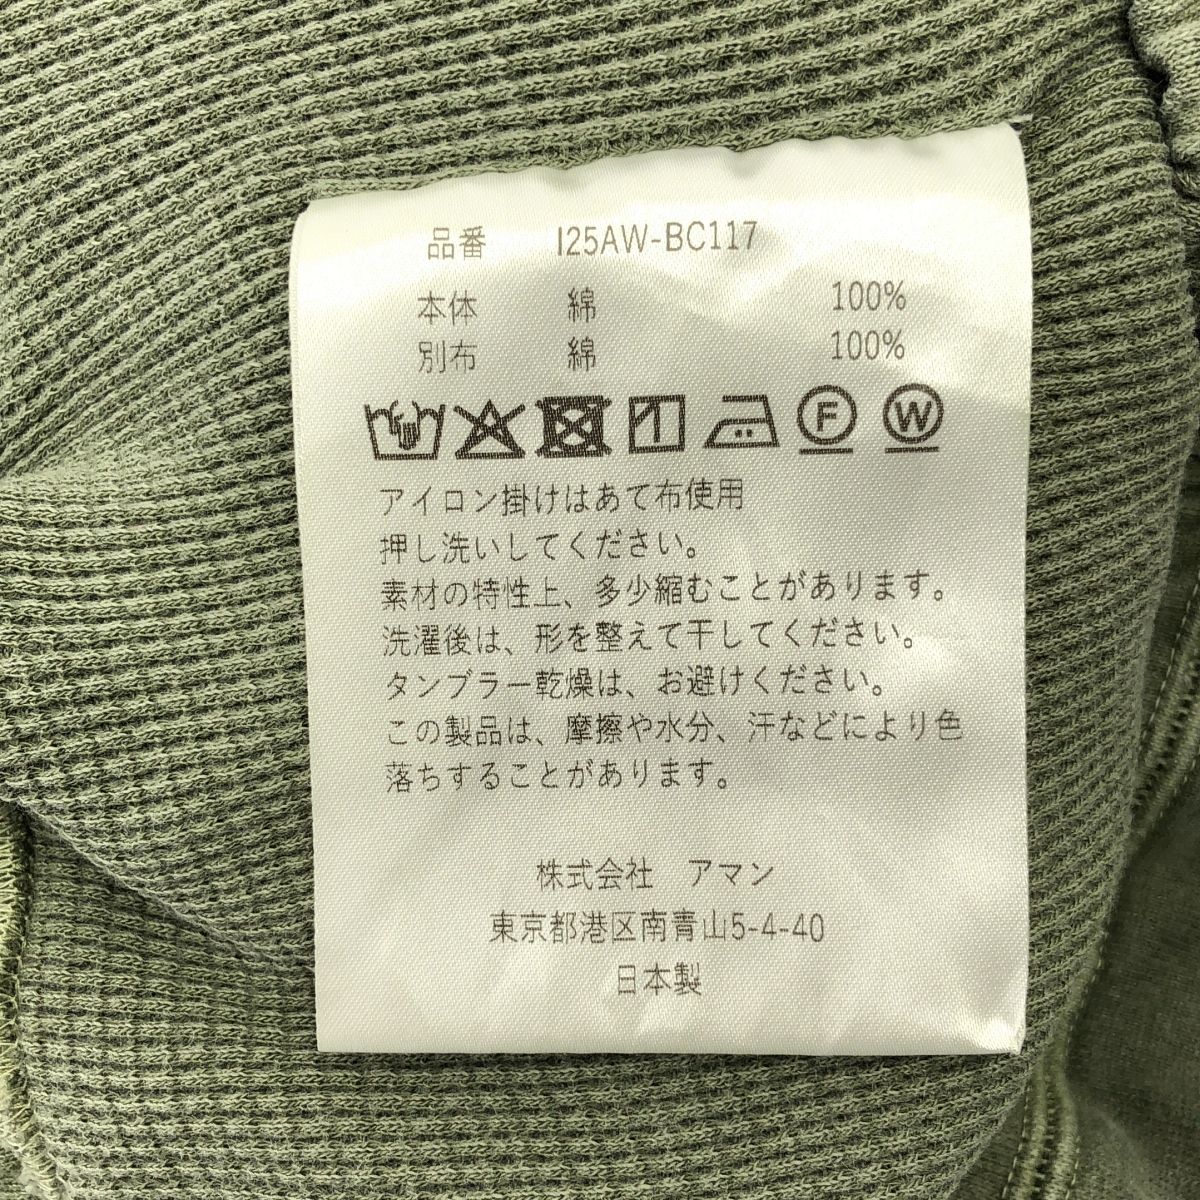 品番 I25AW-BC117
本体 綿 100%
別布 綿 100%
F W
アイロン掛けはあて布使用
押し洗いしてください。
素材の特性上、多少縮むことがあります。
洗濯後は、形を整えて干してください。
タンブラー乾燥は、お避けください。
この製品は、摩擦や水分、汗などにより色
落ちすることがあります。
株式会社 アマン
東京都港区南青山5-4-40
日本製